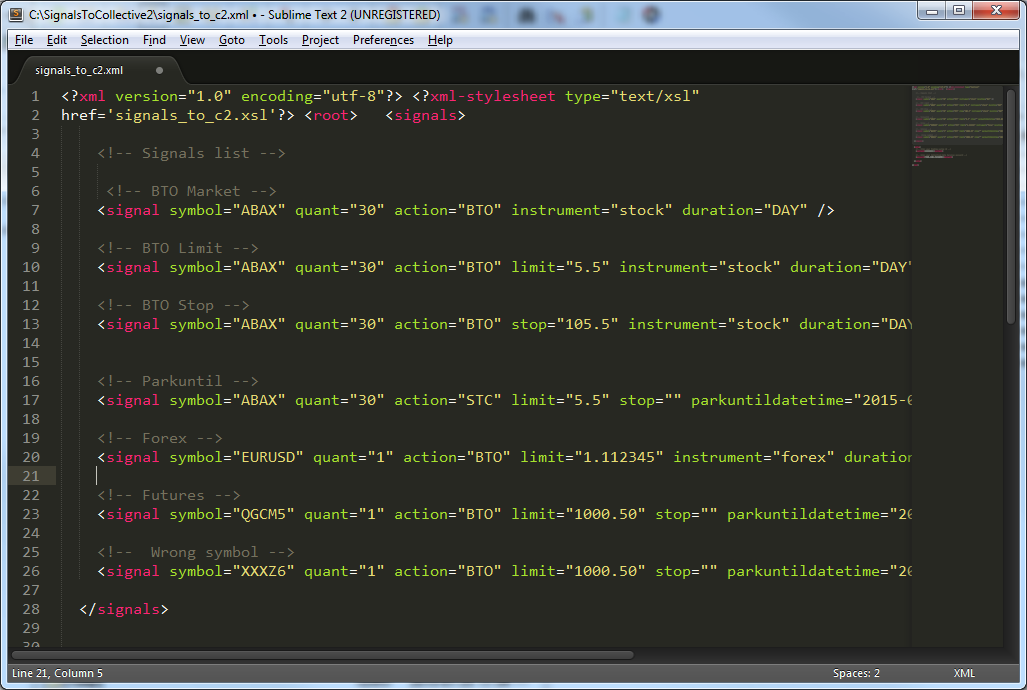 C:\SignalsToCollective2\signals_to_c2.xml • - Sublime Text 2 (UNREGISTERED)
File Edit Selection Find View Goto Tools Project Preferences Help
signals_to_c2.xml
1 <?xml version="1.0" encoding="utf-8"?> <?xml-stylesheet type="text/xsl"
2 href='signals_to_c2.xsl'?> <root> <signals>
3
4 <!-- Signals list -->
5
6 <!-- BTO Market -->
7 <signal symbol="ABAX" quant="30" action="BTO" instrument="stock" duration="DAY" />
8
9 <!-- BTO Limit -->
10 <signal symbol="ABAX" quant="30" action="BTO" limit="5.5" instrument="stock" duration="DAY"
11
12 <!-- BTO Stop -->
13 <signal symbol="ABAX" quant="30" action="BTO" stop="105.5" instrument="stock" duration="DAY
14
15
16 <!-- Parkuntil -->
17 <signal symbol="ABAX" quant="30" action="STC" limit="5.5" stop="" parkuntildatetime="2015-0
18
19 <!-- Forex -->
20 <signal symbol="EURUSD" quant="1" action="BTO" limit="1.112345" instrument="forex" duration
21
22 <!-- Futures -->
23 <signal symbol="QGCM5" quant="1" action="BTO" limit="1000.50" stop="" parkuntildatetime="20
24
25 <!--  Wrong symbol -->
26 <signal symbol="XXXZ6" quant="1" action="BTO" limit="1000.50" stop="" parkuntildatetime="20
27
28 </signals>
29
30
Line 21, Column 5 Spaces: 2 XML